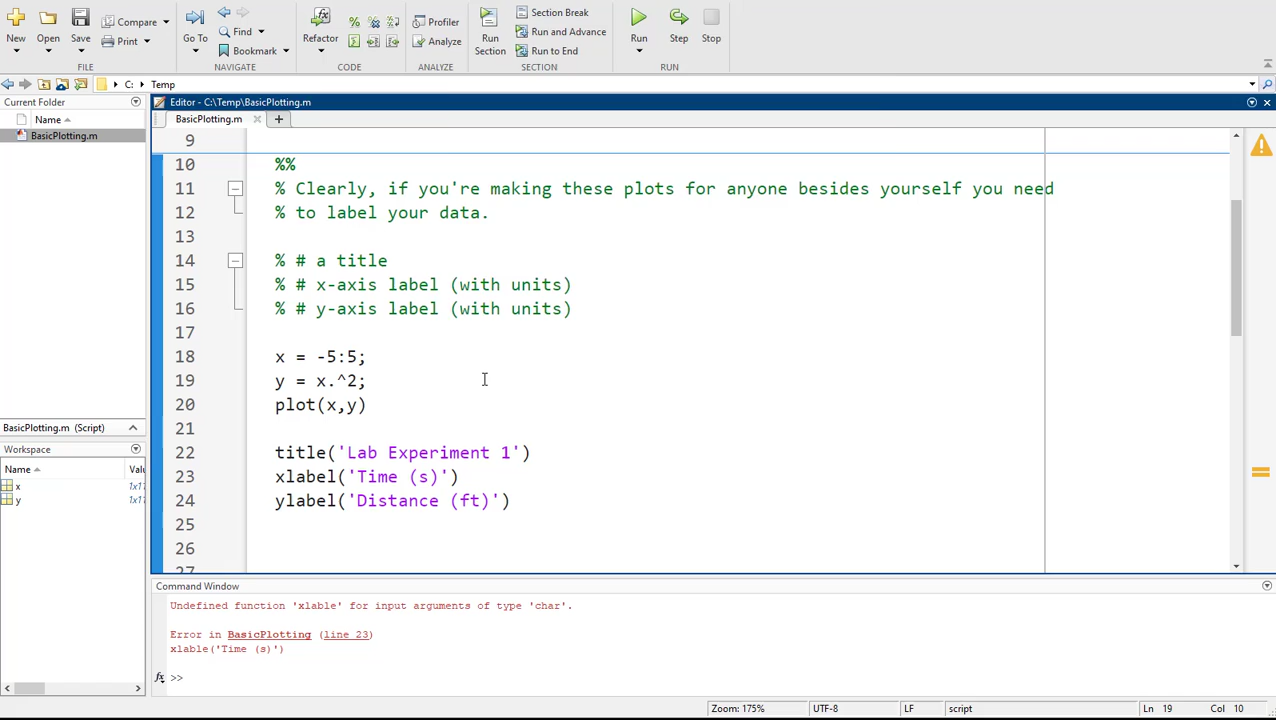 New
Open
Save
Compare
Print
Go To
Find
Bookmark
Refactor
Profiler
Analyze
Run
Section
Section Break
Run and Advance
Run to End
Run
Step
Stop
FILE
NAVIGATE
CODE
ANALYZE
SECTION
RUN
C: Temp
Current Folder
Name
BasicPlotting.m
BasicPlotting.m (Script)
Workspace
Name Valu
x 1x11
y 1x11
Editor - C:\Temp\BasicPlotting.m
BasicPlotting.m × +
9
10 %%
11 % Clearly, if you're making these plots for anyone besides yourself you need
12 % to label your data.
13
14 % # a title
15 % # x-axis label (with units)
16 % # y-axis label (with units)
17
18 x = -5:5;
19 y = x.^2;
20 plot(x,y)
21
22 title('Lab Experiment 1')
23 xlabel('Time (s)')
24 ylabel('Distance (ft)')
25
26
27
Command Window
Undefined function 'xlable' for input arguments of type 'char'.
Error in BasicPlotting (line 23)
xlable('Time (s)')
fx >>
Zoom: 175% UTF-8 LF script Ln 19 Col 10